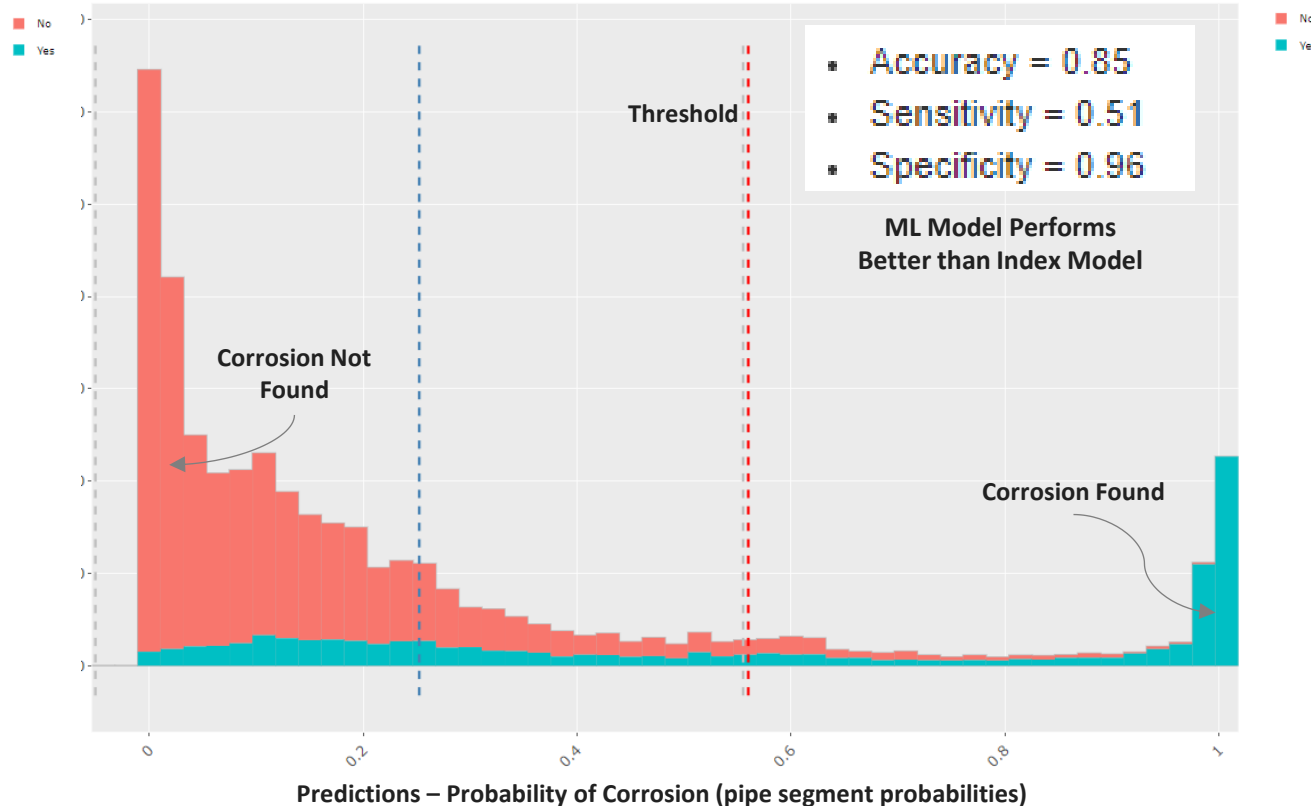 No
Yes
No
Accuracy = 0.85
Threshold
Sensitivity = 0.51
Specificity = 0.96
ML Model Performs
Better than Index Model
Corrosion Not
Found
Corrosion Found
0
0.2
0.4
0.6
0.8
1
Predictions – Probability of Corrosion (pipe segment probabilities)